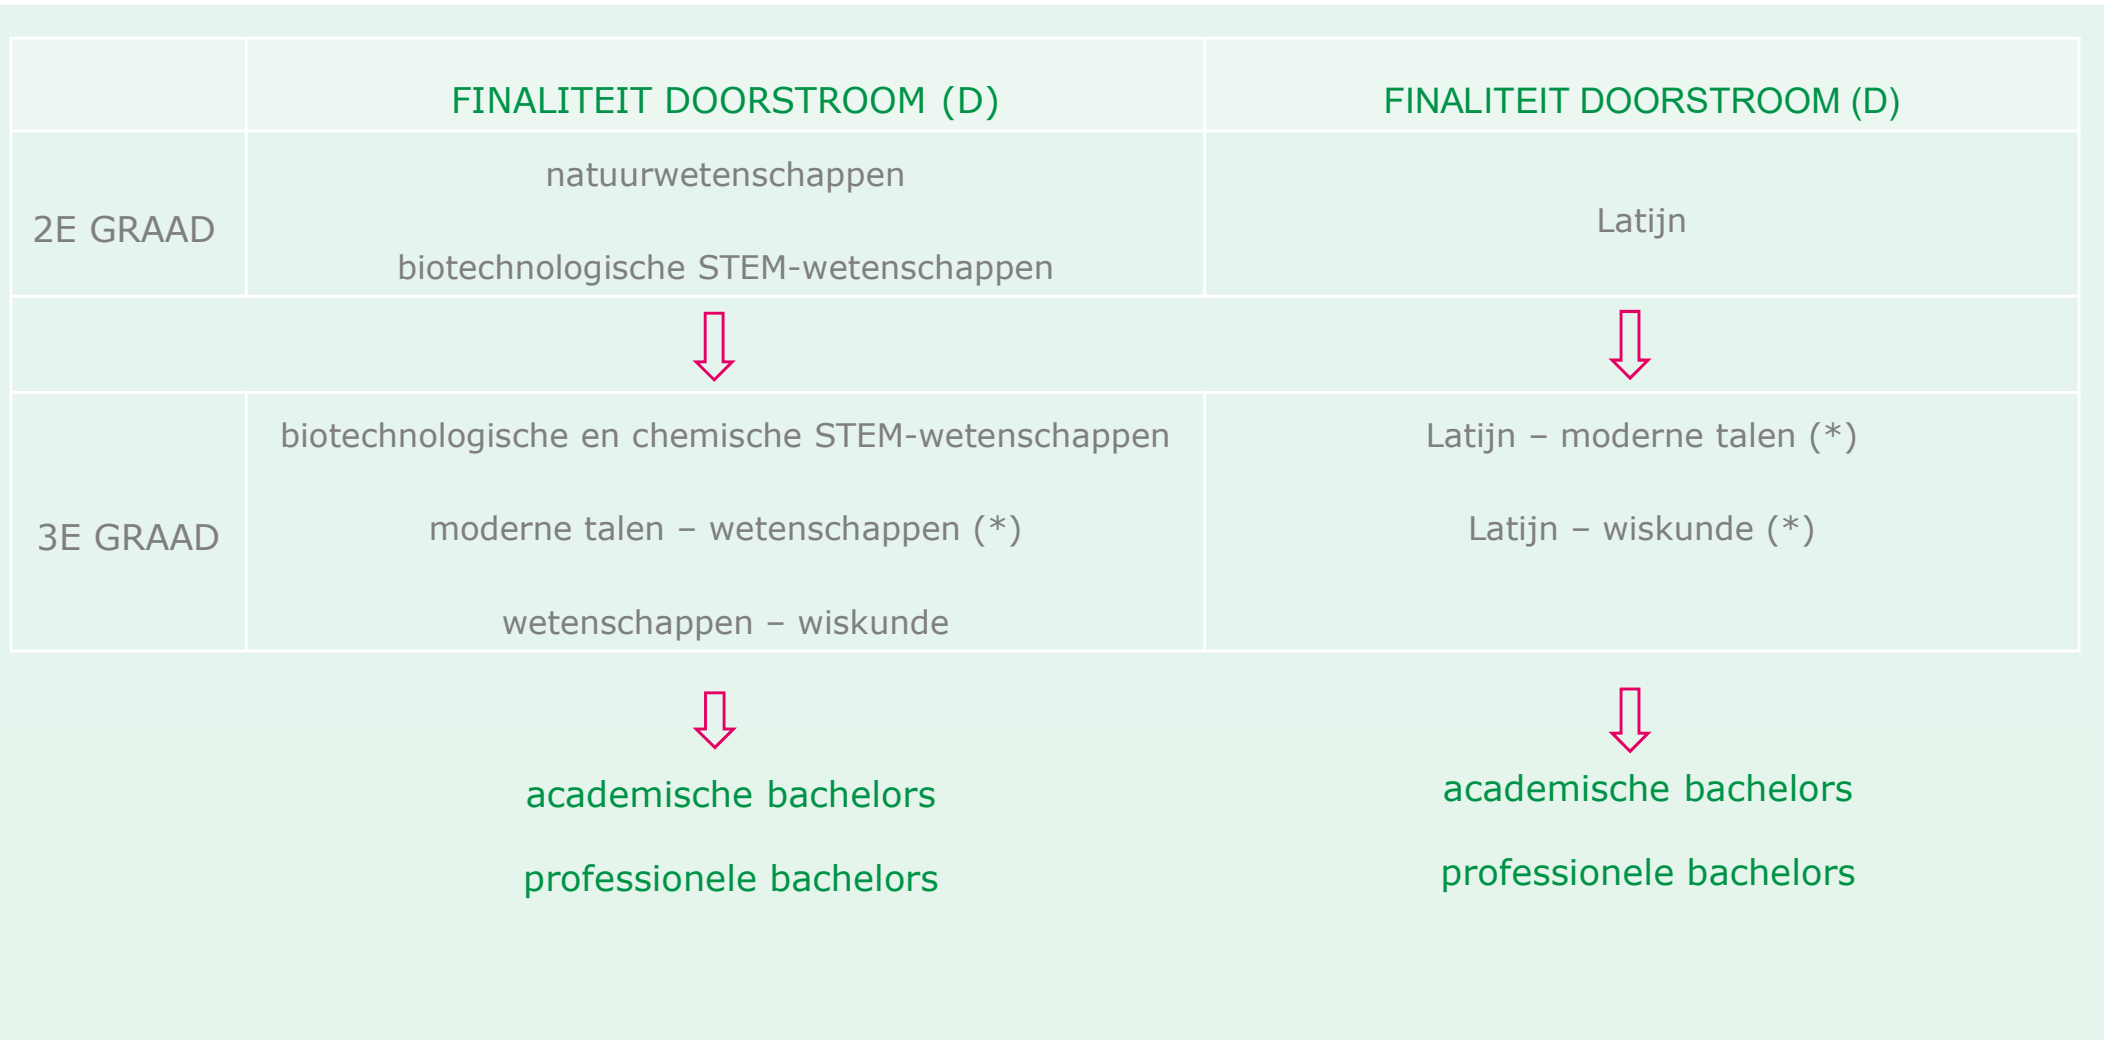 FINALITEIT DOORSTROOM (D)
FINALITEIT DOORSTROOM (D)
2E GRAAD
natuurwetenschappen
biotechnologische STEM-wetenschappen
Latijn
3E GRAAD
biotechnologische en chemische STEM-wetenschappen
moderne talen – wetenschappen (*)
wetenschappen – wiskunde
Latijn – moderne talen (*)
Latijn – wiskunde (*)
academische bachelors
professionele bachelors
academische bachelors
professionele bachelors